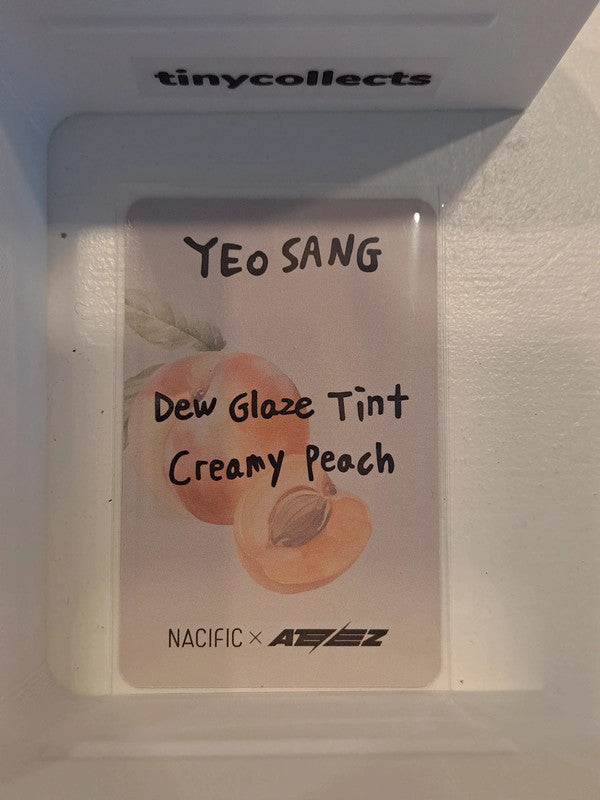 tinycollects
YEO SANG
Dew Glaze Tint
Creamy Peach
NACIFIC × ATEEZ